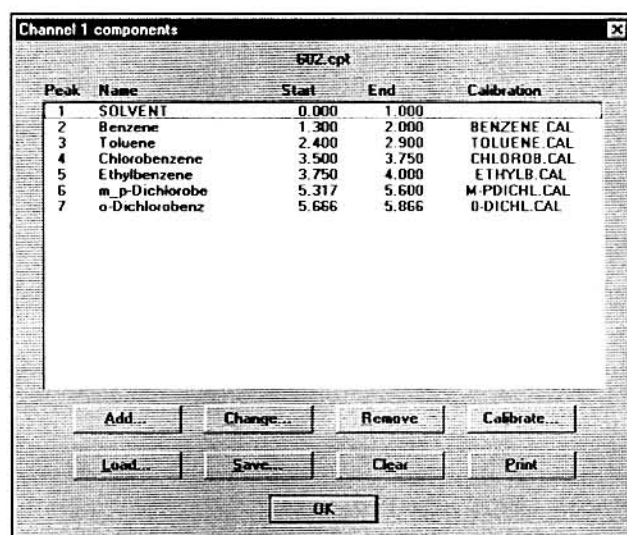 Channel 1 components
602.cpt
Peak Name Start End Calibration
1 SOLVENT 0.000 1.000
2 Benzene 1.300 2.000 BENZENE.CAL
3 Toluene 2.400 2.900 TOLUENE.CAL
4 Chlorobenzene 3.500 3.750 CHLOROB.CAL
5 Ethylbenzene 3.750 4.000 ETHYLB.CAL
6 m_p-Dichlorobe 5.317 5.600 M-PDICHL.CAL
7 o-Dichlorobenz 5.666 5.866 O-DICHL.CAL
Add... Change... Remove Calibrate...
Load... Save... Clear Print
OK